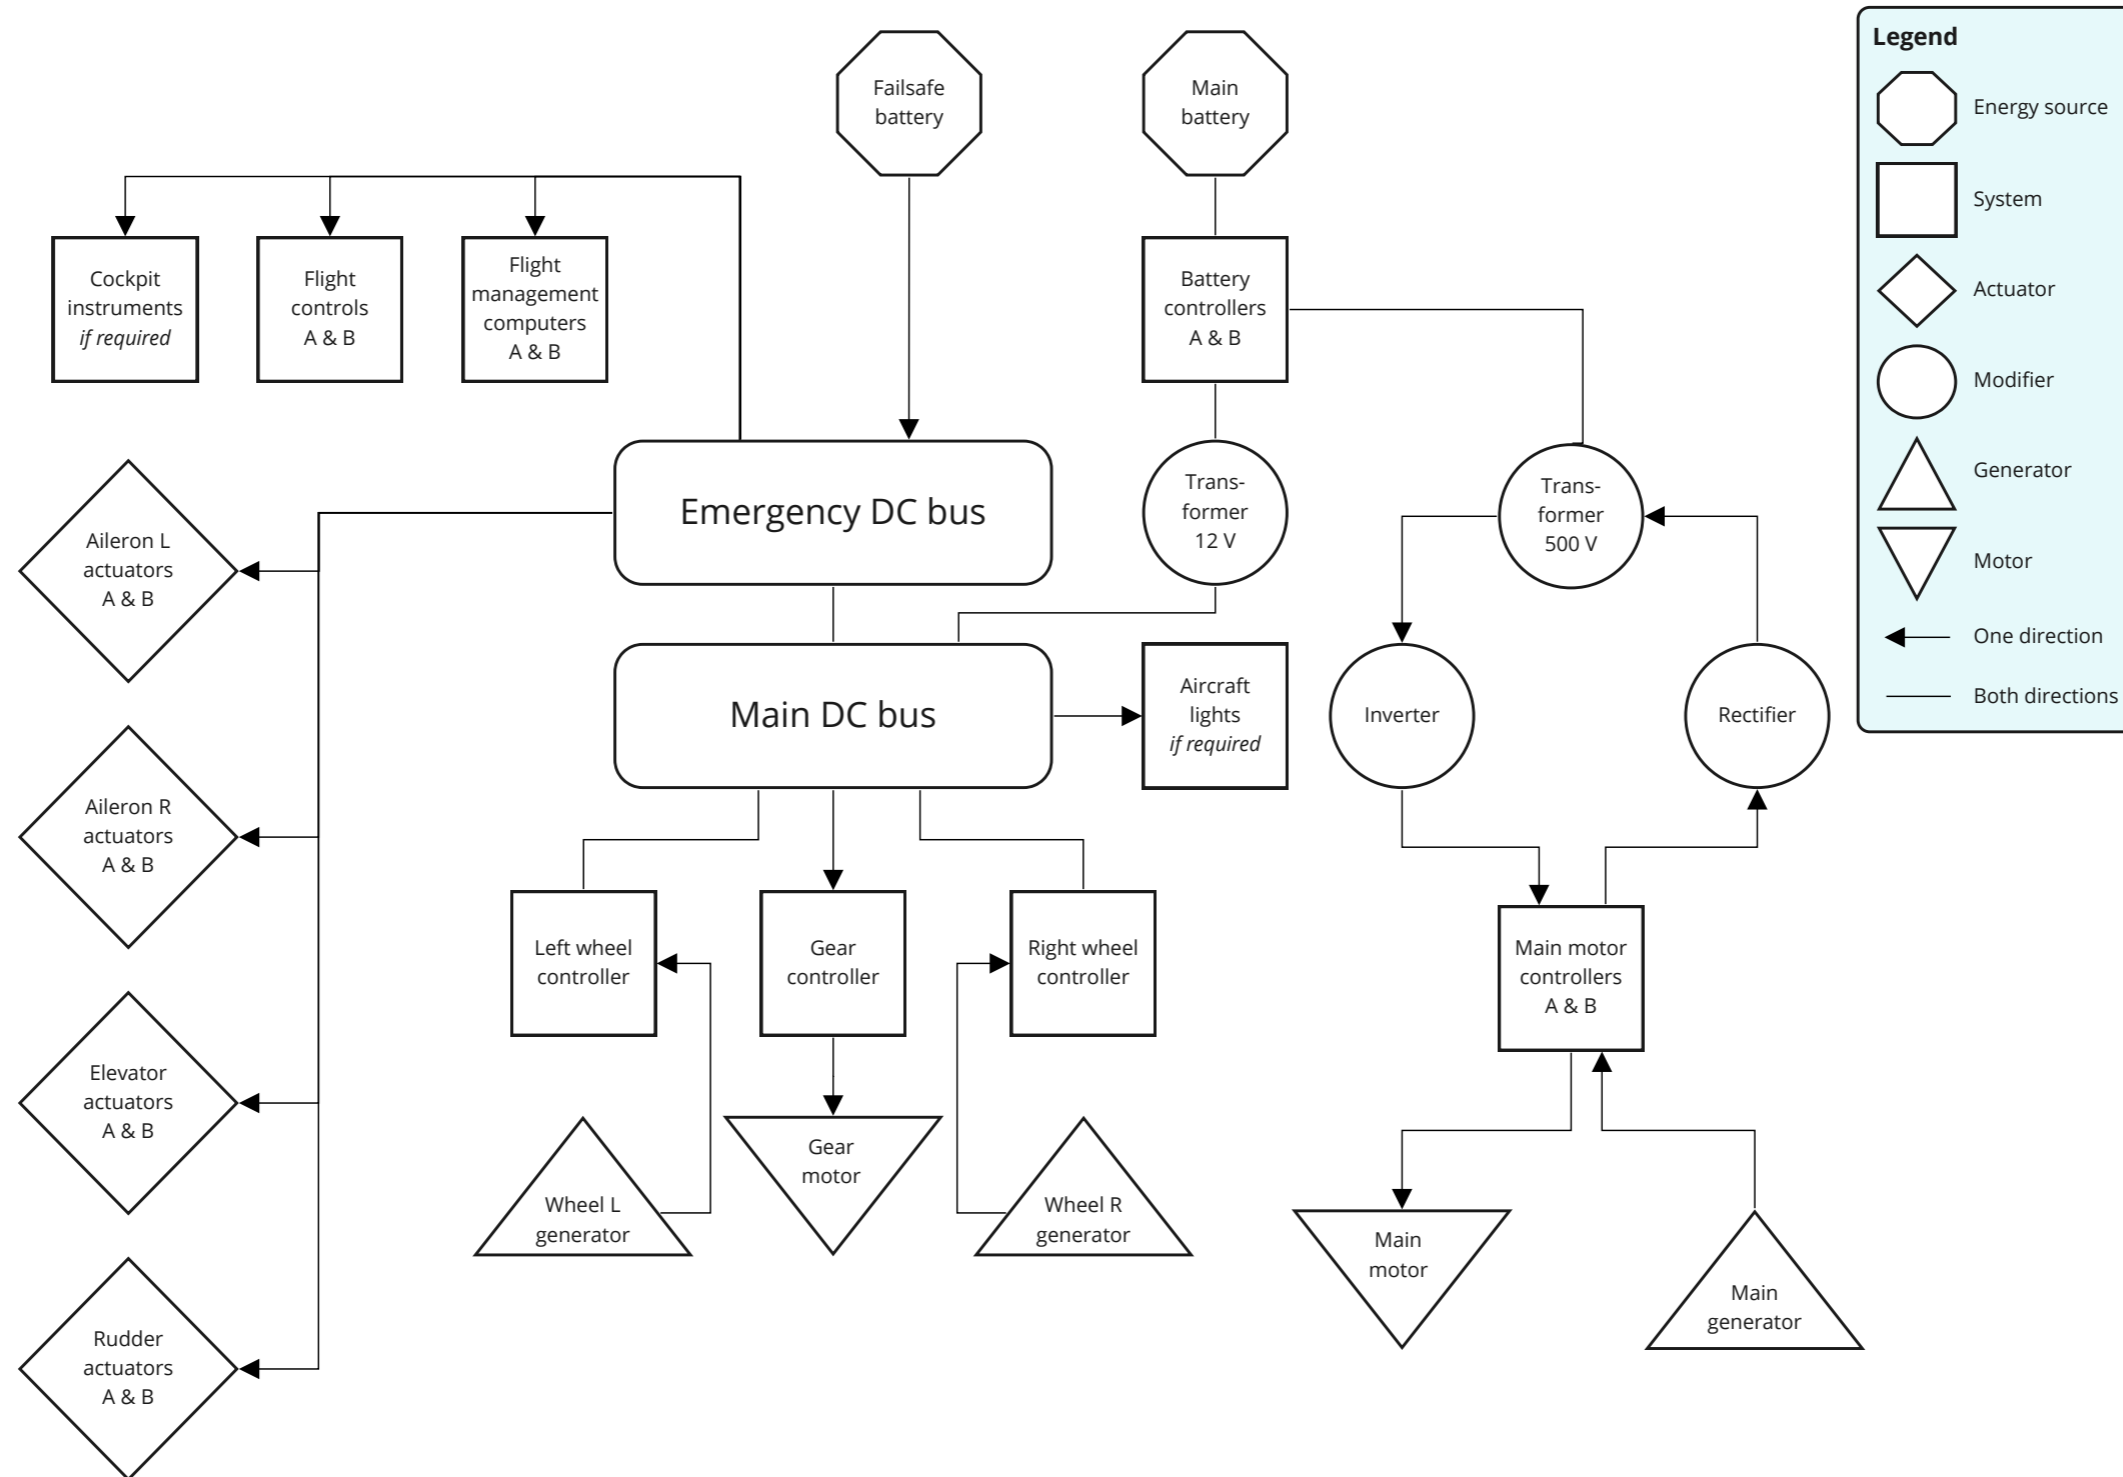 Failsafe
battery
Main
battery
Legend
Energy source
System
Actuator
Modifier
Generator
Motor
One direction
Both directions
Cockpit
instruments
if required
Flight
controls
A & B
Flight
management
computers
A & B
Battery
controllers
A & B
Emergency DC bus
Trans-
former
12 V
Trans-
former
500 V
Aileron L
actuators
A & B
Main DC bus
Aircraft
lights
if required
Inverter
Rectifier
Aileron R
actuators
A & B
Left wheel
controller
Gear
controller
Right wheel
controller
Main motor
controllers
A & B
Elevator
actuators
A & B
Wheel L
generator
Gear
motor
Wheel R
generator
Main
motor
Main
generator
Rudder
actuators
A & B